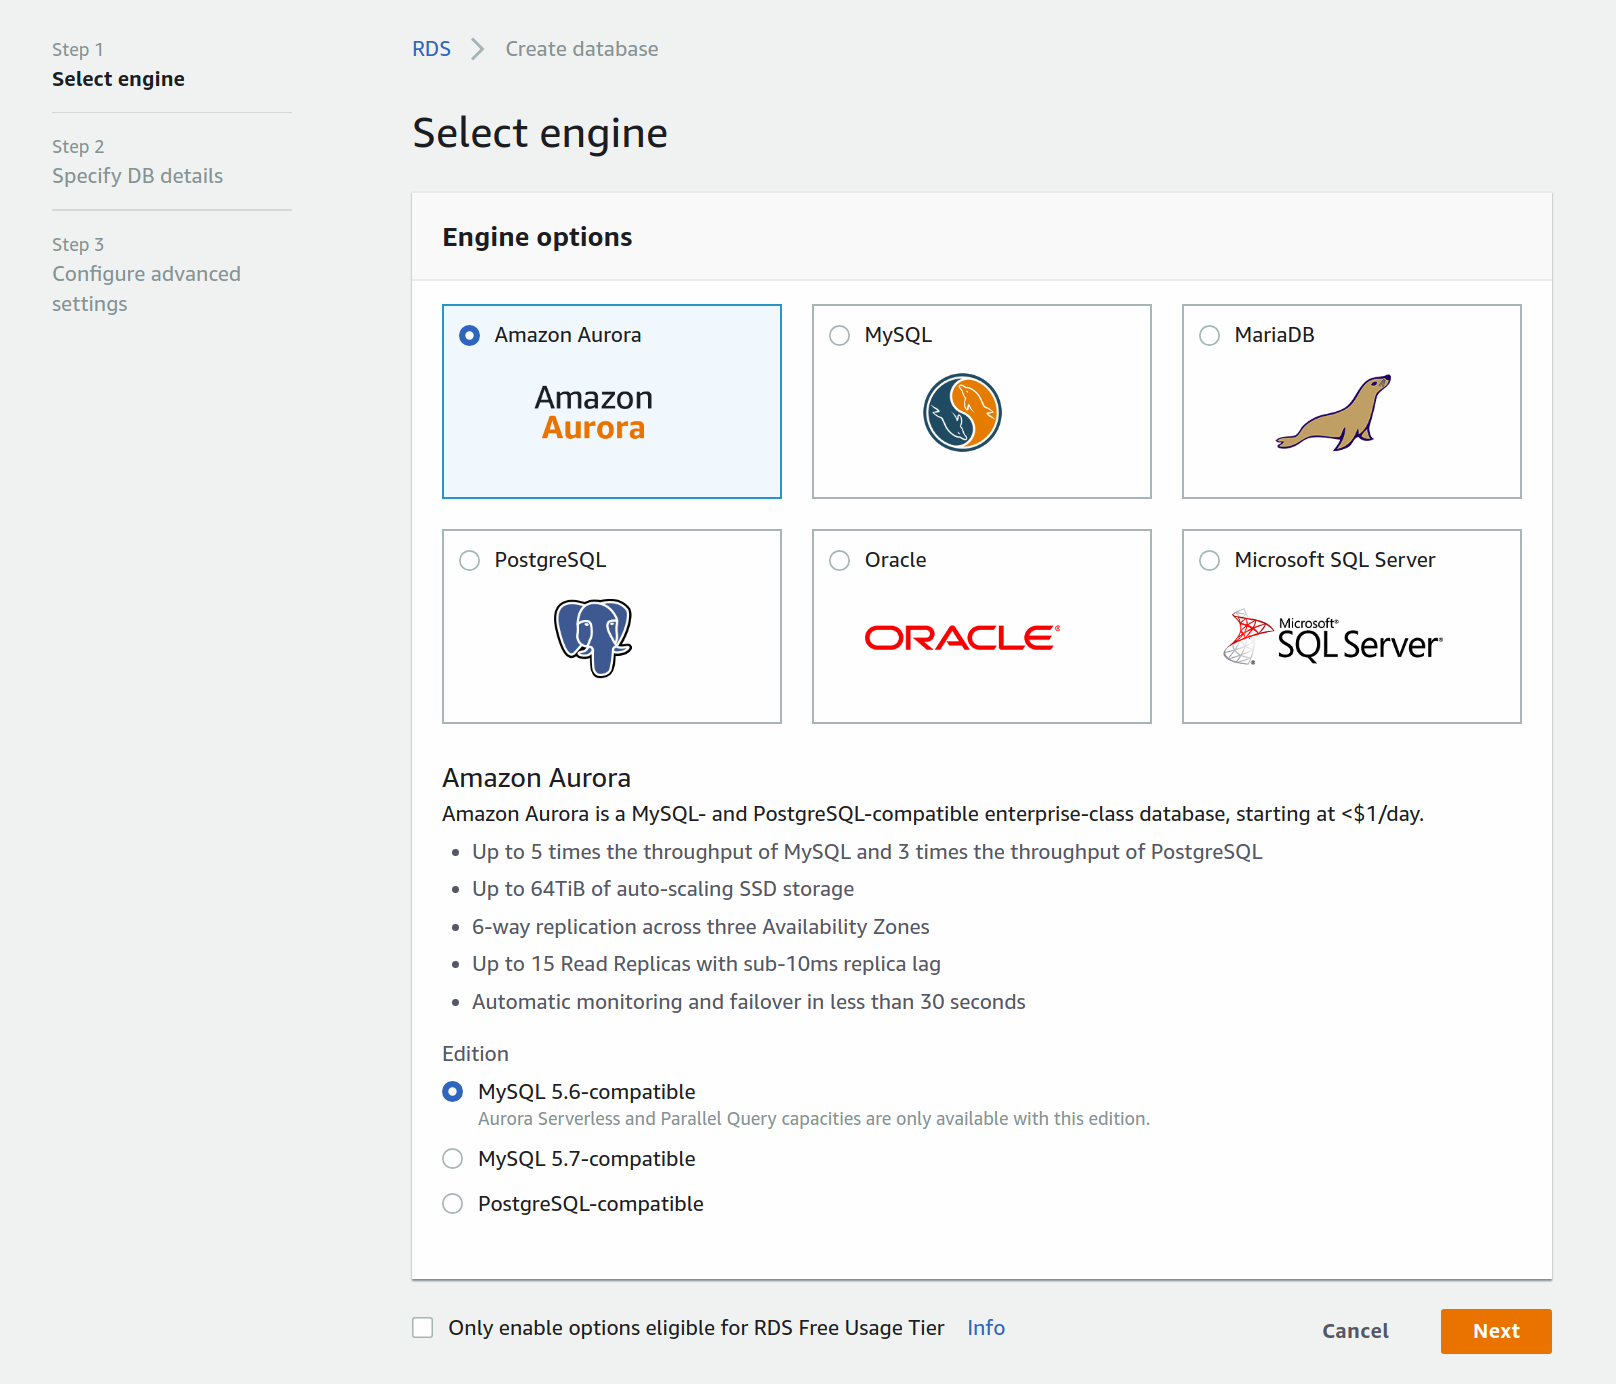 Step 1
Select engine
Step 2
Specify DB details
Step 3
Configure advanced
settings
RDS Create database
Select engine
Engine options
Amazon Aurora
Amazon
Aurora
MySQL
MariaDB
PostgreSQL
Oracle
ORACLE®
Microsoft SQL Server
Microsoft®
SQL Server®
Amazon Aurora
Amazon Aurora is a MySQL- and PostgreSQL-compatible enterprise-class database, starting at <$1/day.
• Up to 5 times the throughput of MySQL and 3 times the throughput of PostgreSQL
• Up to 64TiB of auto-scaling SSD storage
• 6-way replication across three Availability Zones
• Up to 15 Read Replicas with sub-10ms replica lag
• Automatic monitoring and failover in less than 30 seconds
Edition
MySQL 5.6-compatible
Aurora Serverless and Parallel Query capacities are only available with this edition.
MySQL 5.7-compatible
PostgreSQL-compatible
Only enable options eligible for RDS Free Usage Tier Info
Cancel
Next